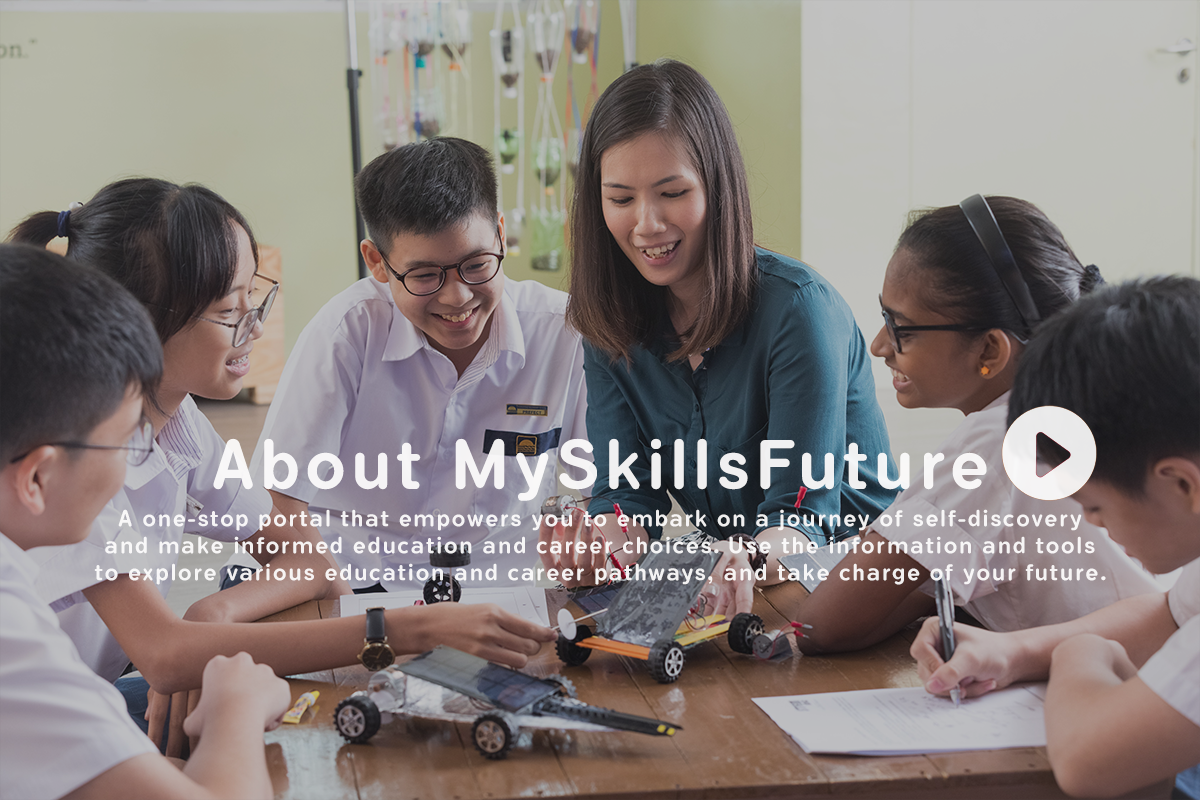 on."
About MySkillsFuture
A one-stop portal that empowers you to embark on a journey of self-discovery
and make informed education and career choices. Use the information and tools
to explore various education and career pathways, and take charge of your future.